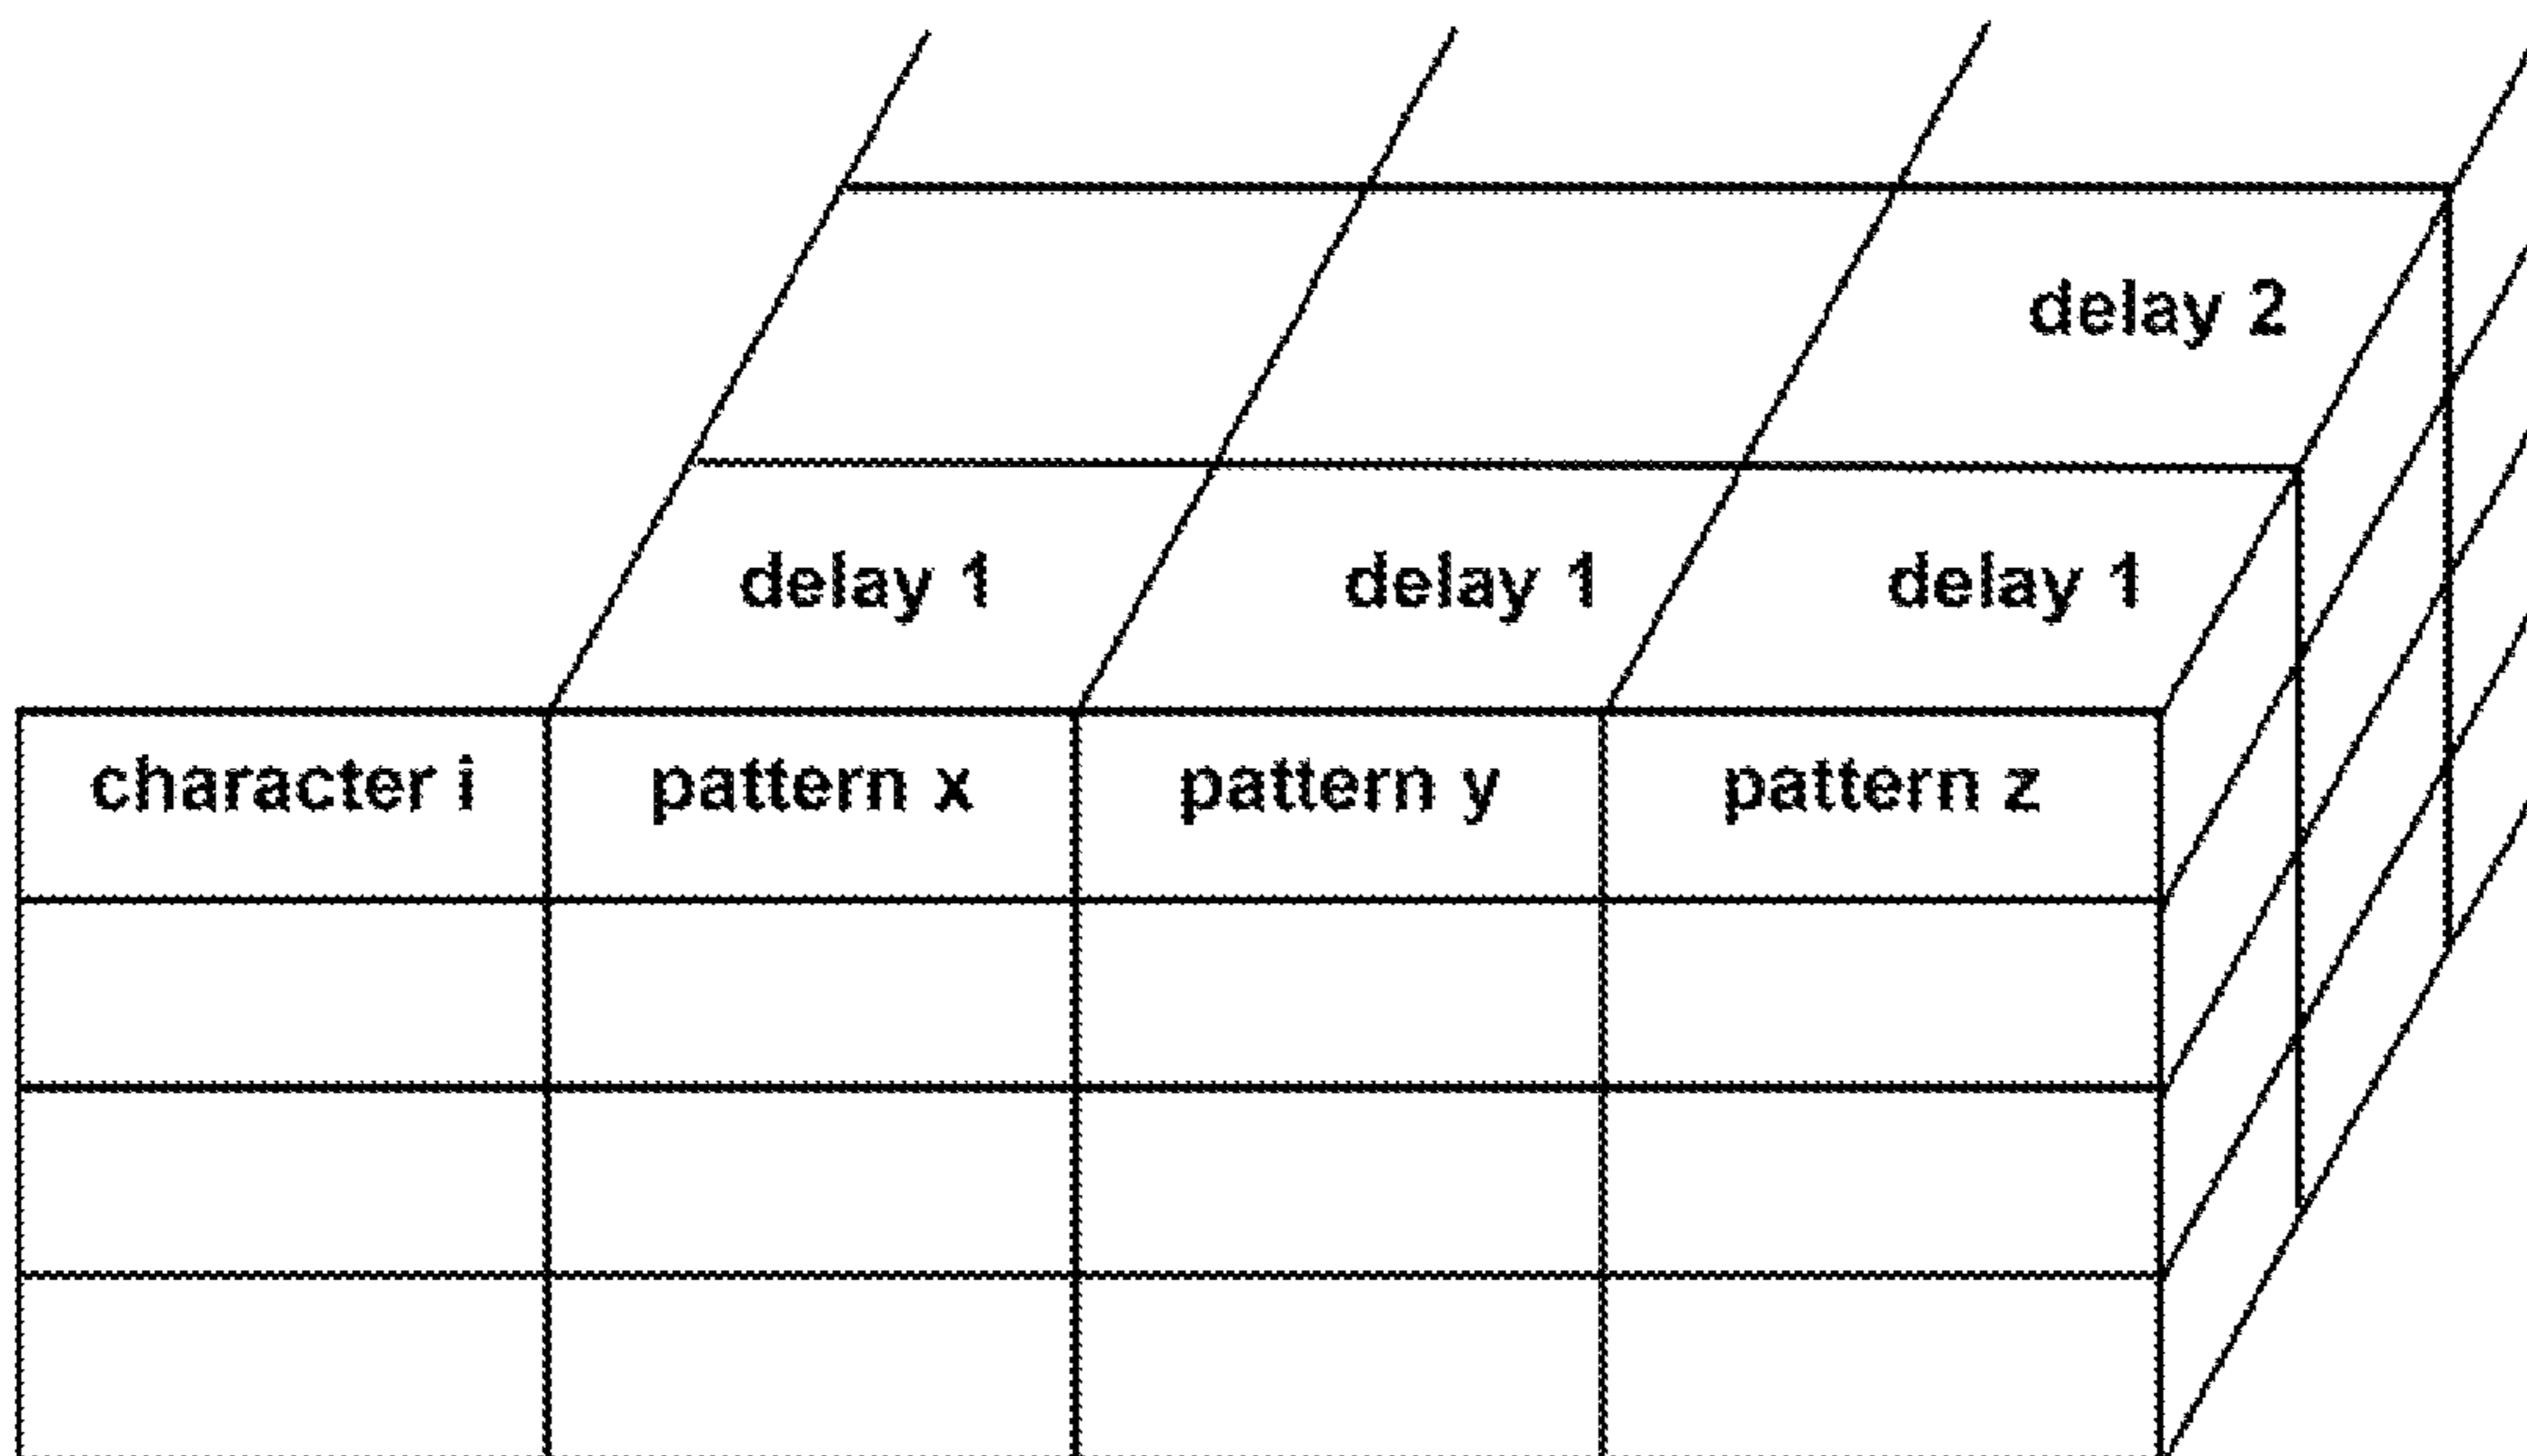 delay 2
delay 1 delay 1 delay 1
character i pattern x pattern y pattern z